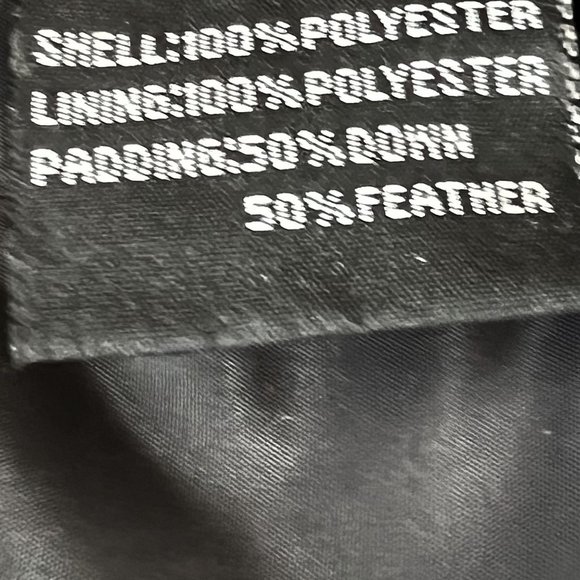 SHELL:100%POLYESTER
LINING:100%POLYESTER
PADDING:50%DOWN
50%FEATHER